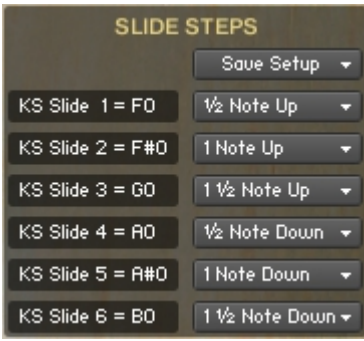 SLIDE STEPS
Save Setup
KS Slide 1 = F0 1/2 Note Up
KS Slide 2 = F#0 1 Note Up
KS Slide 3 = G0 1 1/2 Note Up
KS Slide 4 = A0 1/2 Note Down
KS Slide 5 = A#0 1 Note Down
KS Slide 6 = B0 1 1/2 Note Down